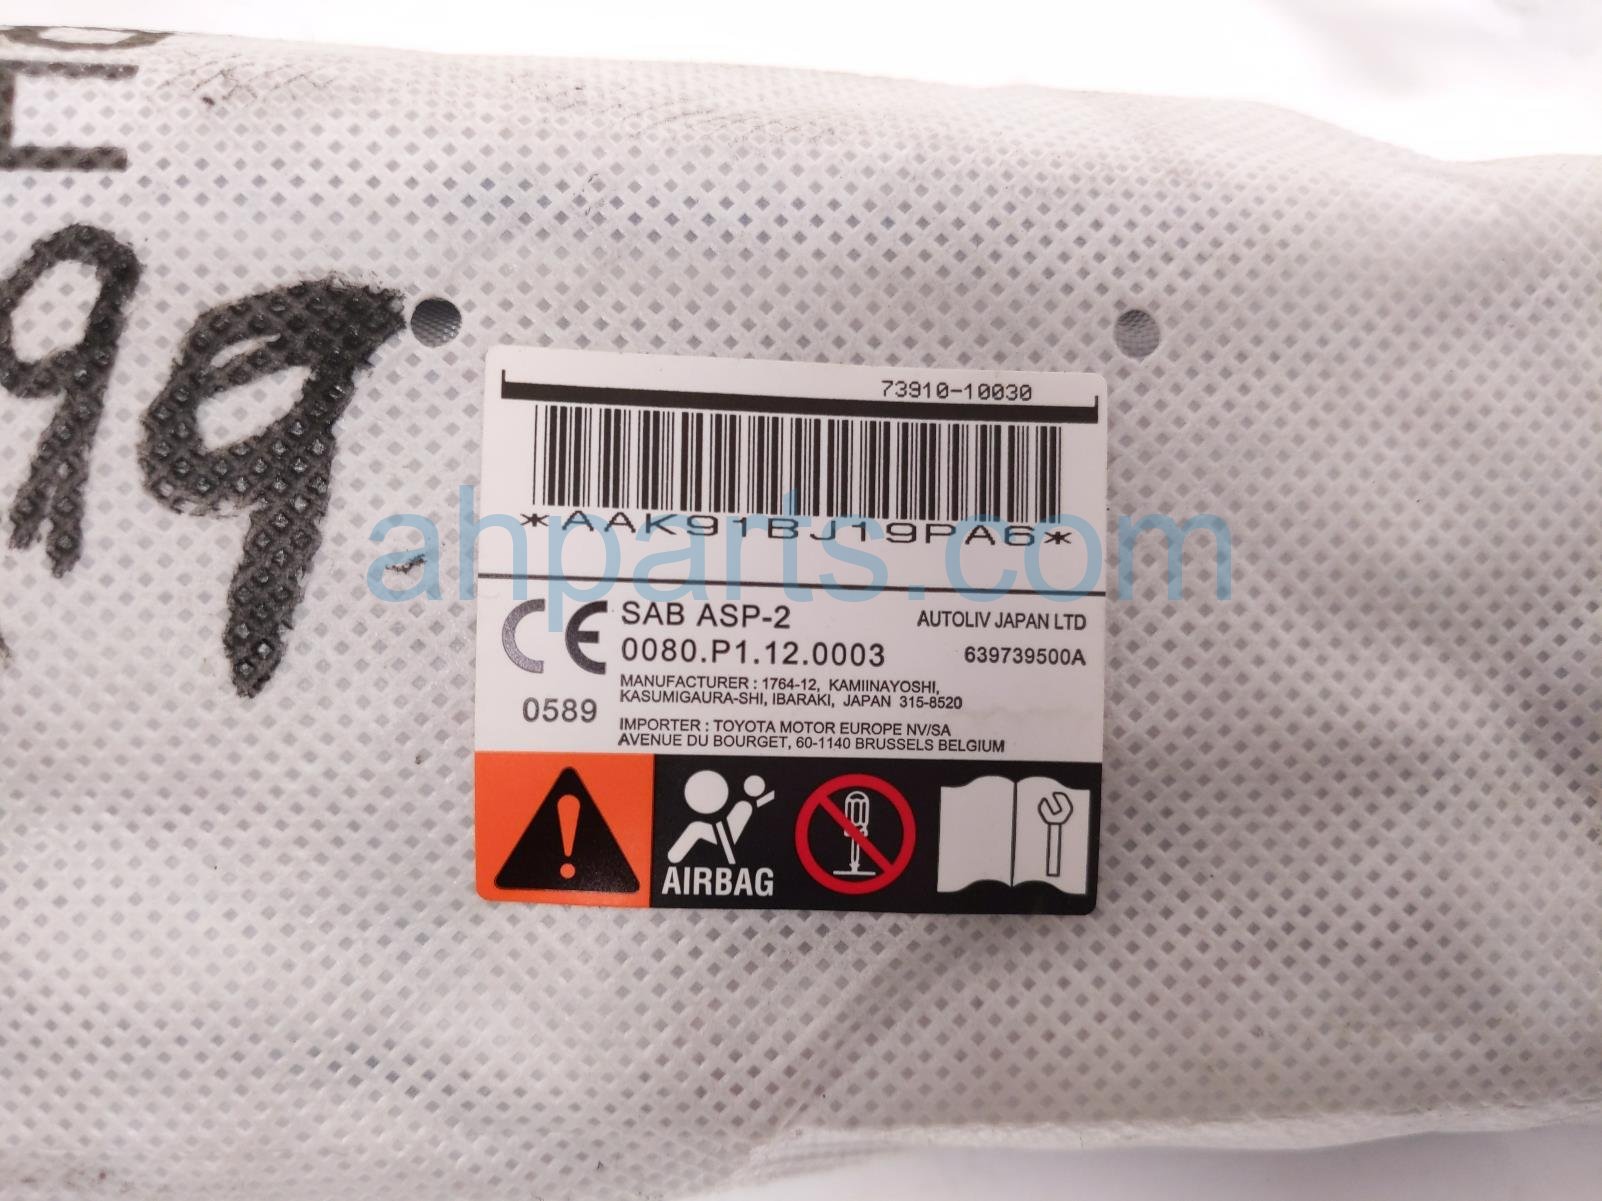 99
73910-10030
*AAK91BJ19PA6*
ahparts.com
CE SAB ASP-2 AUTOLIV JAPAN LTD
0080.P1.12.0003 639739500A
0589
MANUFACTURER : 1764-12, KAMIINAYOSHI,
KASUMIGAURA-SHI, IBARAKI, JAPAN 315-8520
IMPORTER : TOYOTA MOTOR EUROPE NV/SA
AVENUE DU BOURGET, 60-1140 BRUSSELS BELGIUM
AIRBAG